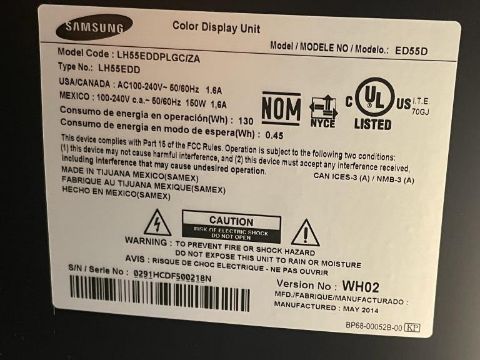 SAMSUNG Color Display Unit
Model / MODELE NO / Modelo: ED55D
Model Code : LH55EDDPLGC/ZA
Type No.: LH55EDD
USA/CANADA : AC100-240V~ 50/60Hz 1.6A
MEXICO : 100-240V c.a.~ 50/60Hz 150W 1,6A
Consumo de energia en operación(Wh) : 130
Consumo de energia en modo de espera(Wh) : 0.45
NOM
NYCE
C UL US I.T.E.
70GJ
LISTED
This device complies with Part 15 of the FCC Rules. Operation is subject to the following two conditions:
(1) this device may not cause harmful interference, and (2) this device must accept any interference received,
including interference that may cause undesired operation.
CAN ICES-3 (A) / NMB-3 (A)
MADE IN TIJUANA MEXICO(SAMEX)
FABRIQUE AU TIJUANA MEXIQUE(SAMEX)
HECHO EN MEXICO(SAMEX)
CAUTION
RISK OF ELECTRIC SHOCK
DO NOT OPEN
WARNING : TO PREVENT FIRE OR SHOCK HAZARD
DO NOT EXPOSE THIS UNIT TO RAIN OR MOISTURE
AVIS : RISQUE DE CHOC ELECTRIQUE - NE PAS OUVRIR
S/N / Serie No : 0291HCDF500218N
Version No : WH02
MFD./FABRIQUE/MANUFACTURED / MANUFACTURED : MAY 2014
BP68-00052B-00 KP